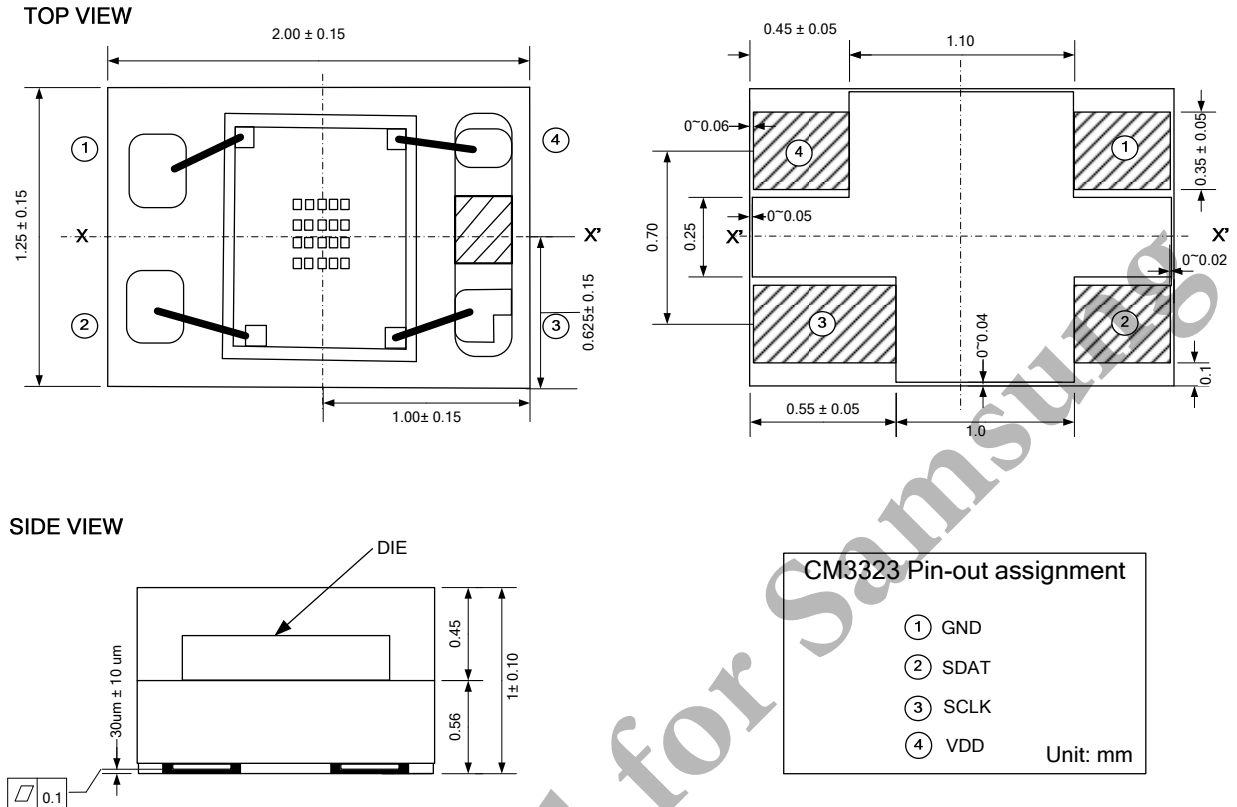 TOP VIEW
2.00 ± 0.15
1
4
1.25 ± 0.15
X
X'
2
3
0.625± 0.15
1.00± 0.15
0.45 ± 0.05
1.10
0~0.06
4
1
0.35 ± 0.05
0.70
0.25
0~0.05
X'
X'
0~0.02
3
2
0~0.04
0.1
0.55 ± 0.05
1.0
SIDE VIEW
DIE
0.45
1± 0.10
0.56
30um ± 10 um
0.1
CM3323 Pin-out assignment
1 GND
2 SDAT
3 SCLK
4 VDD
Unit: mm
for Samsung